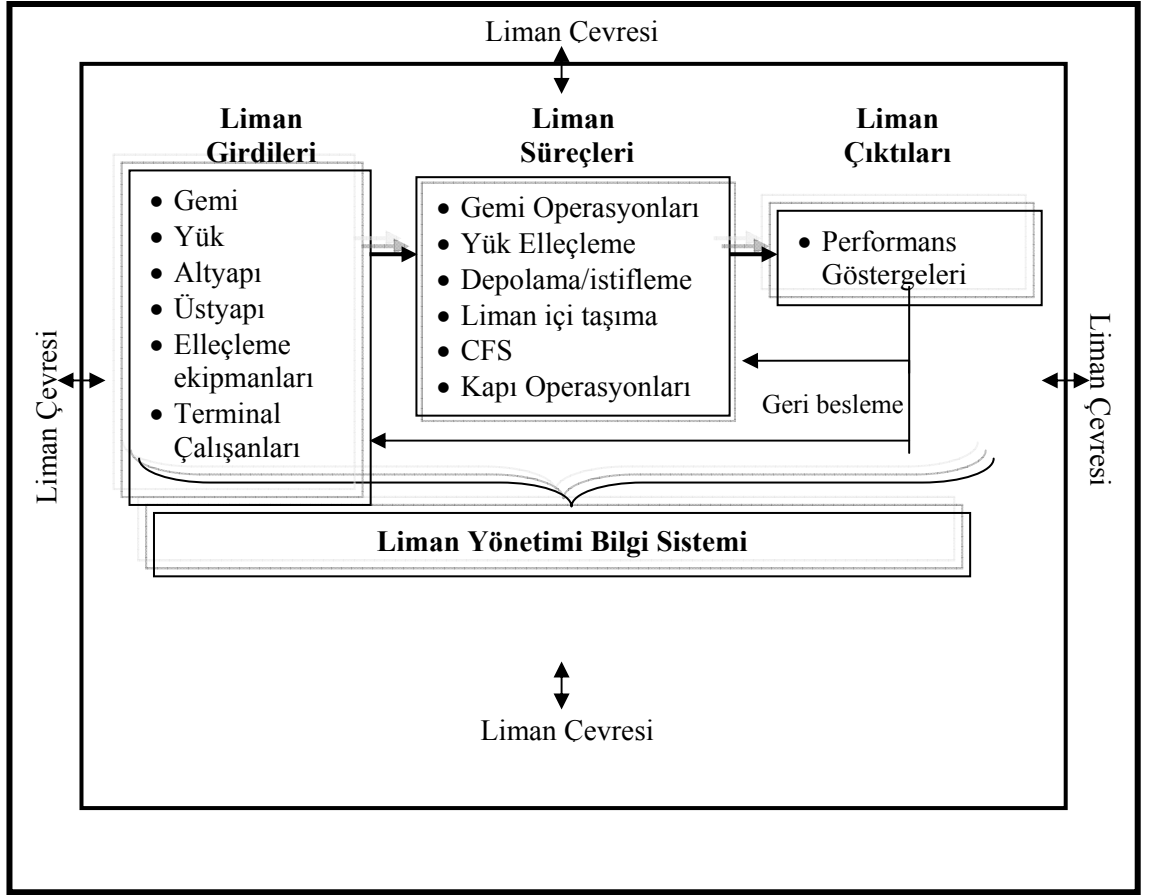 Liman Çevresi
Liman
Girdileri
• Gemi
• Yük
• Altyapı
• Üstyapı
• Elleçleme
ekipmanları
• Terminal
Çalışanları
Liman
Süreçleri
• Gemi Operasyonları
• Yük Elleçleme
• Depolama/istifleme
• Liman içi taşıma
• CFS
• Kapı Operasyonları
Liman
Çıktıları
• Performans
Göstergeleri
Geri besleme
Liman Çevresi
Liman Çevresi
Liman Yönetimi Bilgi Sistemi
Liman Çevresi